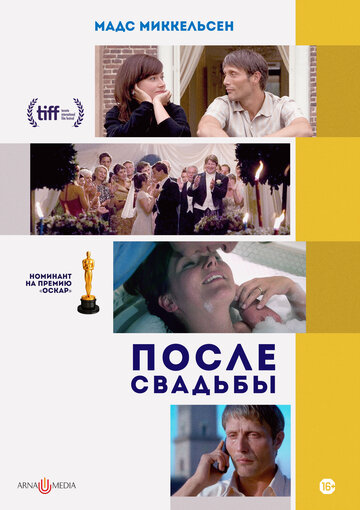 МАДС МИККЕЛЬСЕН
tiff
НОМИНАНТ
НА ПРЕМИЮ
«ОСКАР»
ПОСЛЕ
СВАДЬБЫ
ARNA MEDIA
16+